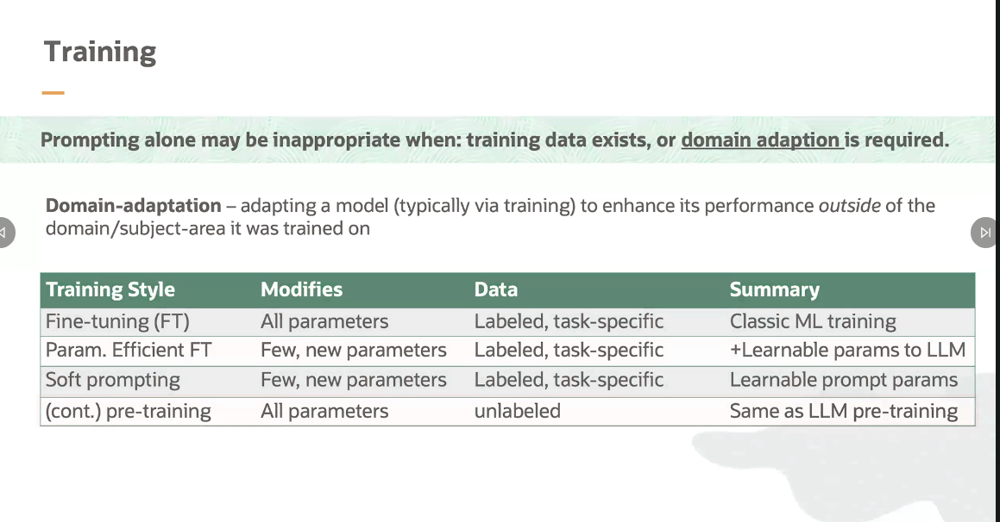 Training
Prompting alone may be inappropriate when: training data exists, or domain adaption is required.
Domain-adaptation – adapting a model (typically via training) to enhance its performance outside of the
domain/subject-area it was trained on
Training Style Modifies Data Summary
Fine-tuning (FT) All parameters Labeled, task-specific Classic ML training
Param. Efficient FT Few, new parameters Labeled, task-specific +Learnable params to LLM
Soft prompting Few, new parameters Labeled, task-specific Learnable prompt params
(cont.) pre-training All parameters unlabeled Same as LLM pre-training